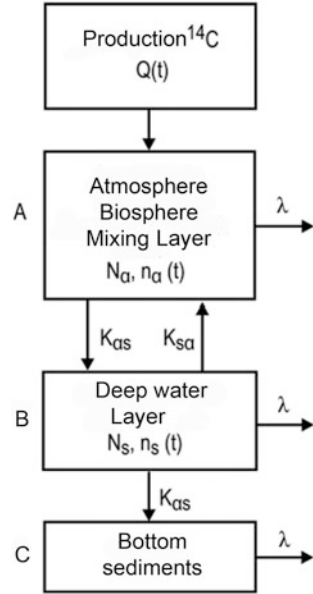 Production¹⁴C
Q(t)
A
Atmosphere
Biosphere
Mixing Layer
Nα, nα (t)
λ
Kαs
Ksα
B
Deep water
Layer
Ns, ns (t)
λ
Kαs
C
Bottom
sediments
λ